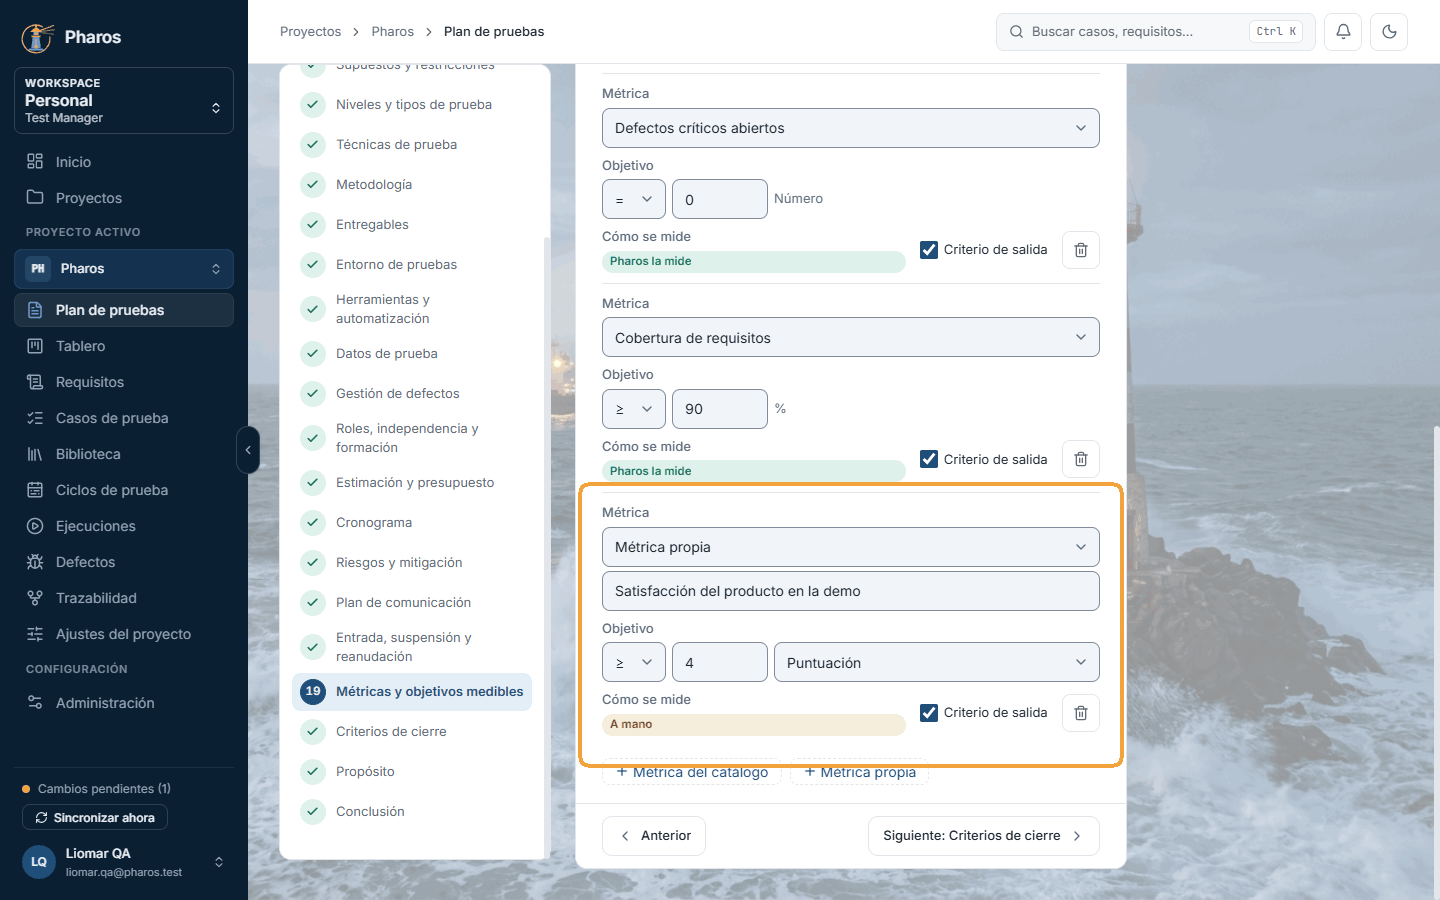 Pharos
WORKSPACE
Personal
Test Manager
Inicio
Proyectos
PROYECTO ACTIVO
PH Pharos
Plan de pruebas
Tablero
Requisitos
Casos de prueba
Biblioteca
Ciclos de prueba
Ejecuciones
Defectos
Trazabilidad
Ajustes del proyecto
CONFIGURACIÓN
Administración
Cambios pendientes (1)
Sincronizar ahora
LQ Liomar QA
liomar.qa@pharos.test
Proyectos > Pharos > Plan de pruebas
Buscar casos, requisitos... Ctrl K
Supuestos y restricciones
Niveles y tipos de prueba
Técnicas de prueba
Metodología
Entregables
Entorno de pruebas
Herramientas y
automatización
Datos de prueba
Gestión de defectos
Roles, independencia y
formación
Estimación y presupuesto
Cronograma
Riesgos y mitigación
Plan de comunicación
Entrada, suspensión y
reanudación
19 Métricas y objetivos medibles
Criterios de cierre
Propósito
Conclusión
Métrica
Defectos críticos abiertos
Objetivo
= 0 Número
Cómo se mide
Pharos la mide
Criterio de salida
Métrica
Cobertura de requisitos
Objetivo
≥ 90 %
Cómo se mide
Pharos la mide
Criterio de salida
Métrica
Métrica propia
Satisfacción del producto en la demo
Objetivo
≥ 4 Puntuación
Cómo se mide
A mano
Criterio de salida
+ Métrica del catálogo + Métrica propia
Anterior
Siguiente: Criterios de cierre